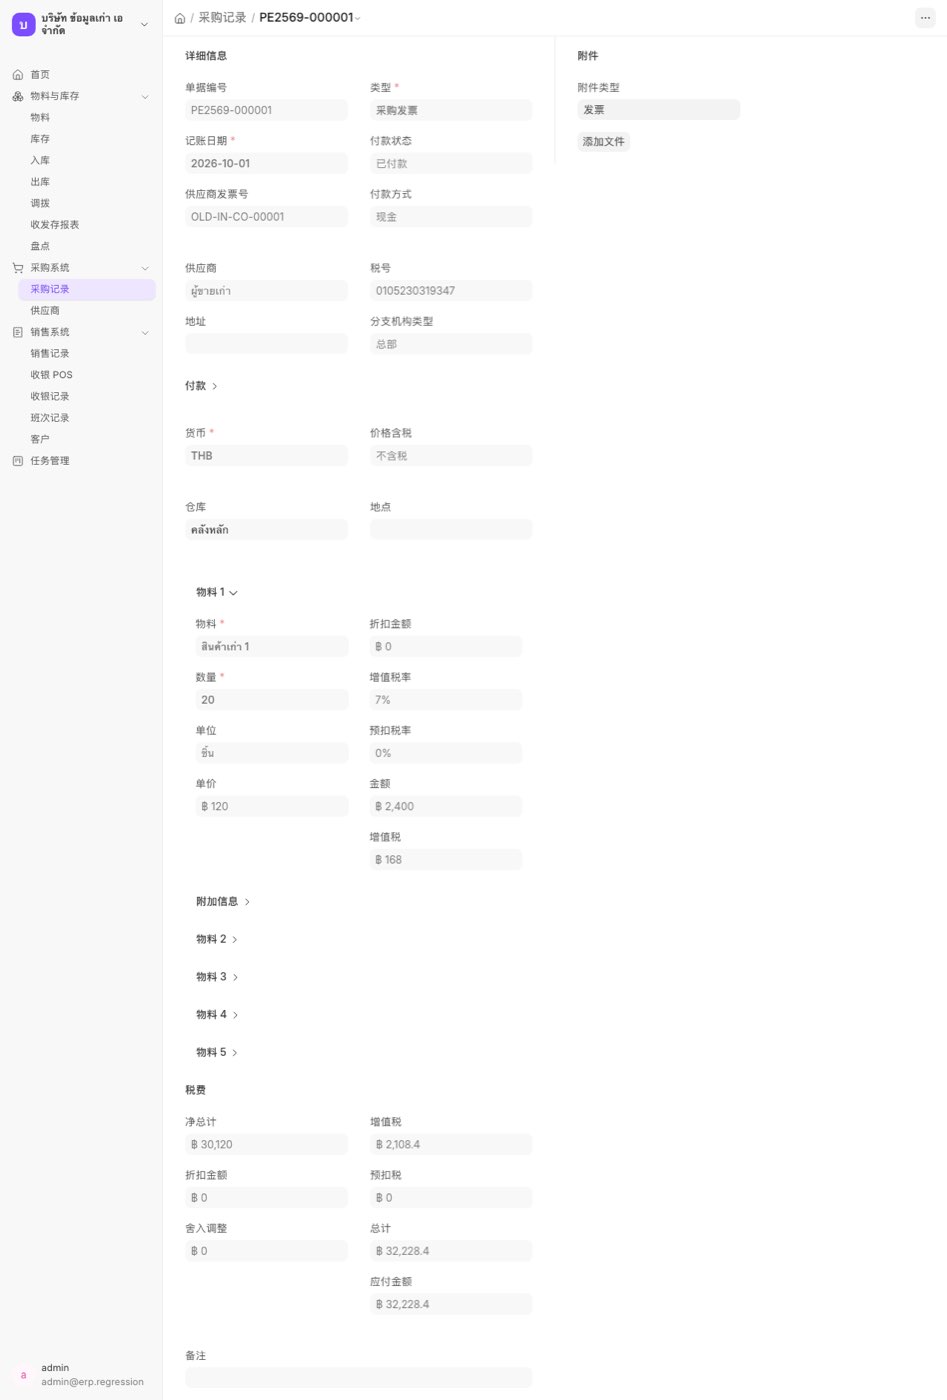 บ
บริษัท ข้อมูลเก่า เอ
จำกัด
首页
物料与库存
物料
库存
入库
出库
调拨
收发存报表
盘点
采购系统
采购记录
供应商
销售系统
销售记录
收银 POS
收银记录
班次记录
客户
任务管理
a
admin
admin@erp.regression
/ 采购记录 / PE2569-000001
详细信息
单据编号
PE2569-000001
类型 *
采购发票
记账日期 *
2026-10-01
付款状态
已付款
供应商发票号
OLD-IN-CO-00001
付款方式
现金
供应商
ผู้ขายเก่า
税号
0105230319347
地址
分支机构类型
总部
付款
货币 *
THB
价格含税
不含税
仓库
คลังหลัก
地点
物料 1
物料 *
สินค้าเก่า 1
折扣金额
฿ 0
数量 *
20
增值税率
7%
单位
ชิ้น
预扣税率
0%
单价
฿ 120
金额
฿ 2,400
增值税
฿ 168
附加信息
物料 2
物料 3
物料 4
物料 5
税费
净总计
฿ 30,120
增值税
฿ 2,108.4
折扣金额
฿ 0
预扣税
฿ 0
舍入调整
฿ 0
总计
฿ 32,228.4
应付金额
฿ 32,228.4
备注
附件
附件类型
发票
添加文件